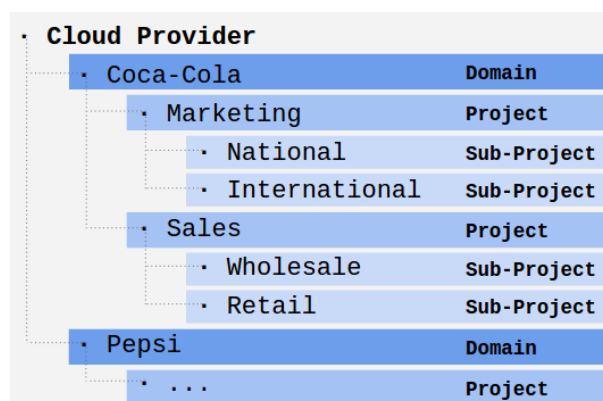 · Cloud Provider
· Coca-Cola Domain
· Marketing Project
· National Sub-Project
· International Sub-Project
· Sales Project
· Wholesale Sub-Project
· Retail Sub-Project
· Pepsi Domain
· ... Project